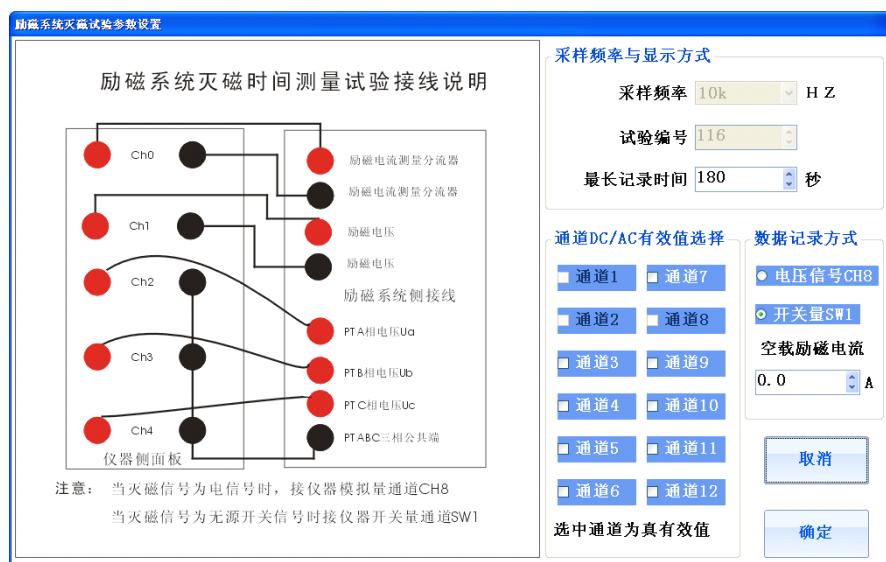 励磁系统灭磁试验参数设置
励磁系统灭磁时间测量试验接线说明
Ch0
励磁电流测量分流器
励磁电流测量分流器
Ch1
励磁电压
励磁电压
Ch2
励磁系统侧接线
PTA相电压Ua
Ch3
PTB相电压Ub
PTC相电压Uc
Ch4
PTABC三相公共端
仪器侧面板
注意： 当灭磁信号为电信号时，接仪器模拟量通道CH8
当灭磁信号为无源开关信号时接仪器开关量通道SW1
采样频率与显示方式
采样频率 10k HZ
试验编号 116
最长记录时间 180 秒
通道DC/AC有效值选择
通道1 通道7
通道2 通道8
通道3 通道9
通道4 通道10
通道5 通道11
通道6 通道12
选中通道为真有效值
数据记录方式
电压信号CH8
开关量SW1
空载励磁电流
0.0 A
取消
确定